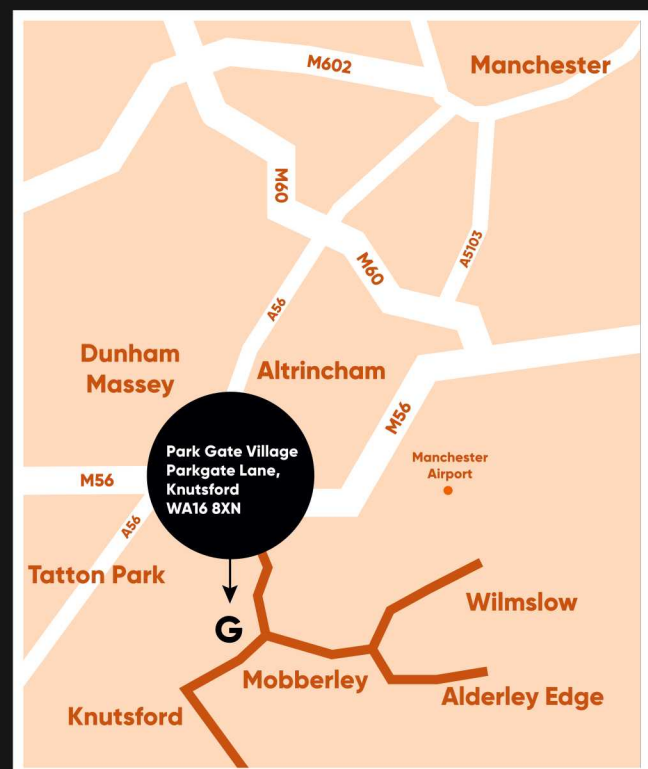 M602
Manchester
M60
A5103
M60
A56
Dunham
Massey
Altrincham
M56
Park Gate Village
Parkgate Lane,
Knutsford
WA16 8XN
Manchester
Airport
M56
A56
Tatton Park
Wilmslow
G
Mobberley
Alderley Edge
Knutsford